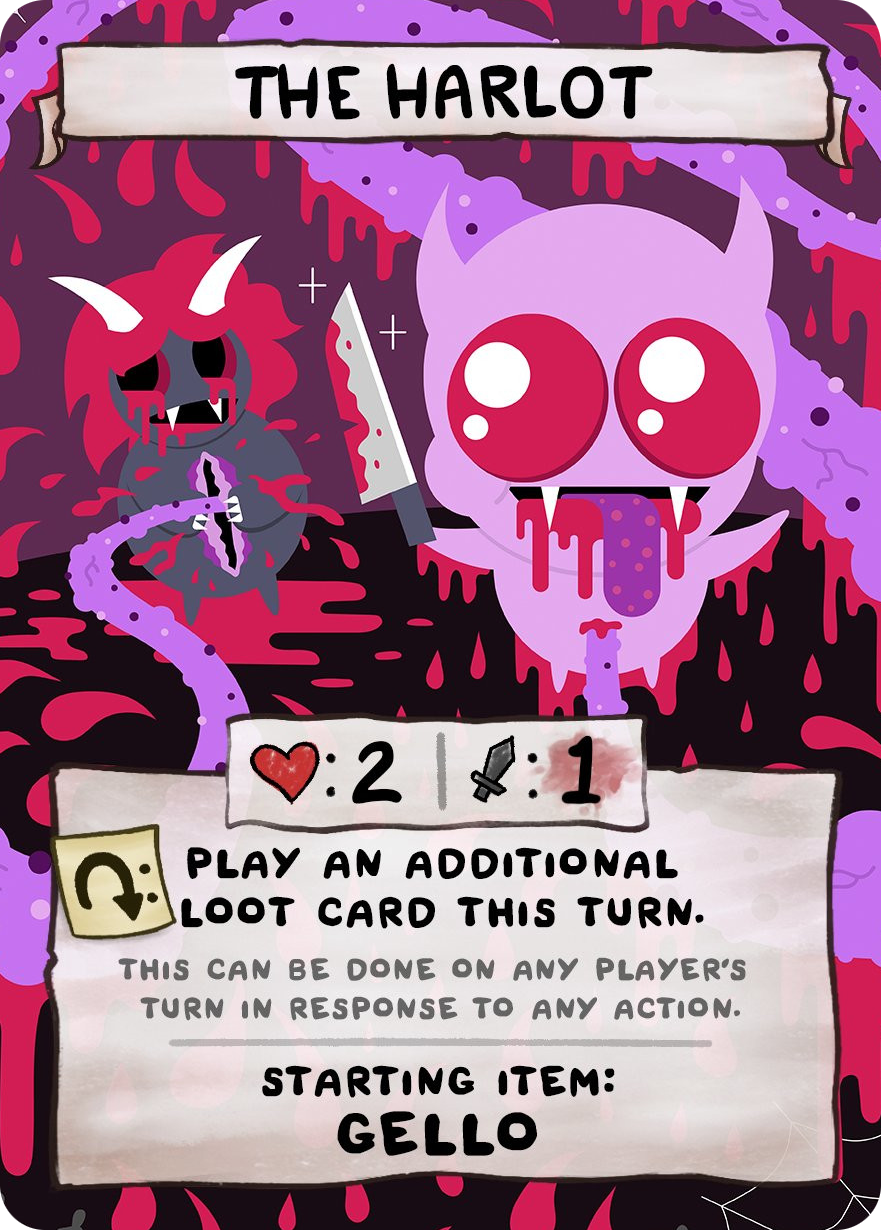 THE HARLOT
:2 | :1
:PLAY AN ADDITIONAL
LOOT CARD THIS TURN.
THIS CAN BE DONE ON ANY PLAYER'S
TURN IN RESPONSE TO ANY ACTION.
STARTING ITEM:
GELLO